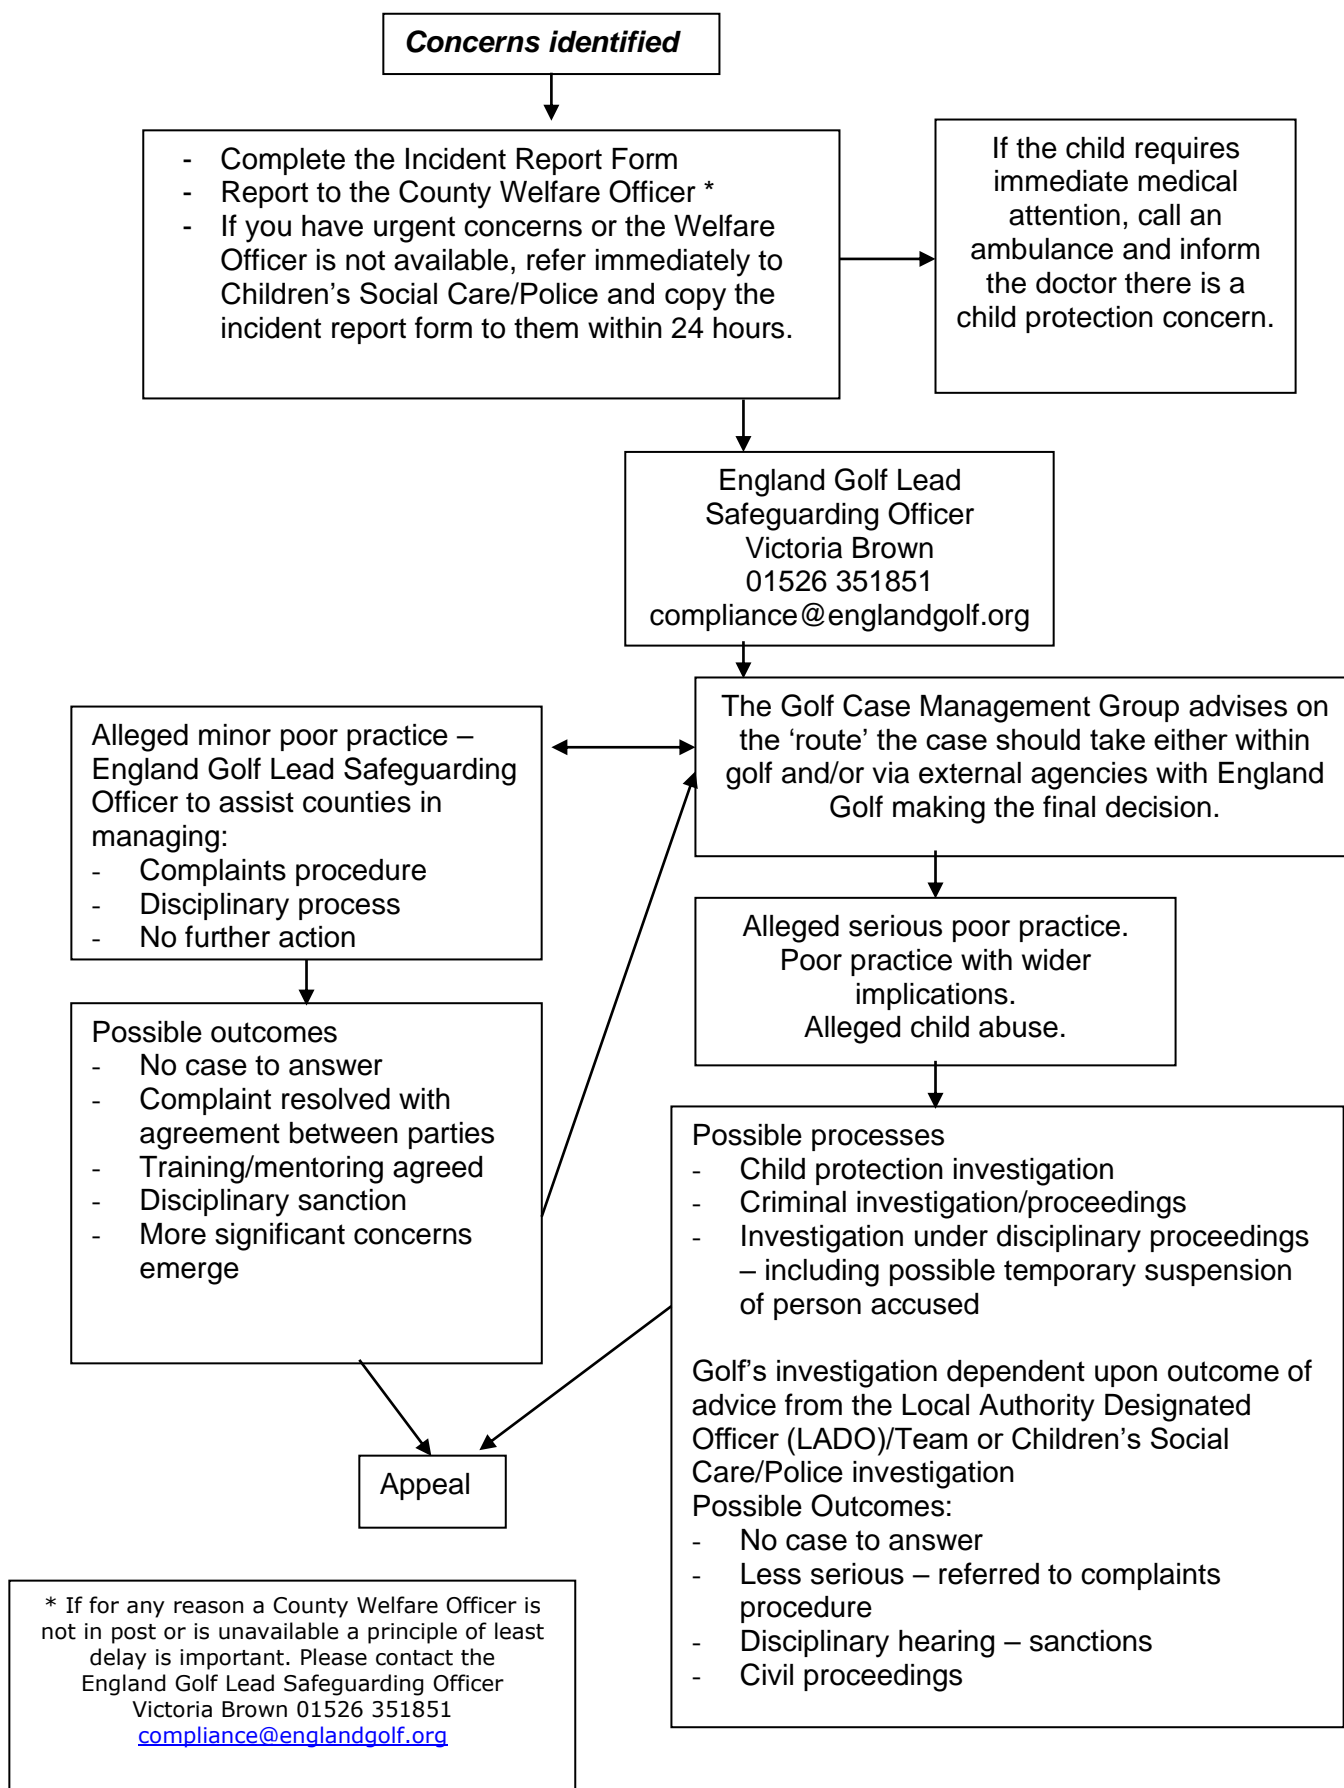 Concerns identified
- Complete the Incident Report Form
- Report to the County Welfare Officer *
- If you have urgent concerns or the Welfare
Officer is not available, refer immediately to
Children’s Social Care/Police and copy the
incident report form to them within 24 hours.
If the child requires
immediate medical
attention, call an
ambulance and inform
the doctor there is a
child protection concern.
England Golf Lead
Safeguarding Officer
Victoria Brown
01526 351851
compliance@englandgolf.org
The Golf Case Management Group advises on
the ‘route’ the case should take either within
golf and/or via external agencies with England
Golf making the final decision.
Alleged minor poor practice –
England Golf Lead Safeguarding
Officer to assist counties in
managing:
- Complaints procedure
- Disciplinary process
- No further action
Alleged serious poor practice.
Poor practice with wider
implications.
Alleged child abuse.
Possible outcomes
- No case to answer
- Complaint resolved with
agreement between parties
- Training/mentoring agreed
- Disciplinary sanction
- More significant concerns
emerge
Possible processes
- Child protection investigation
- Criminal investigation/proceedings
- Investigation under disciplinary proceedings
– including possible temporary suspension
of person accused
Golf’s investigation dependent upon outcome of
advice from the Local Authority Designated
Officer (LADO)/Team or Children’s Social
Care/Police investigation
Possible Outcomes:
- No case to answer
- Less serious – referred to complaints
procedure
- Disciplinary hearing – sanctions
- Civil proceedings
Appeal
* If for any reason a County Welfare Officer is
not in post or is unavailable a principle of least
delay is important. Please contact the
England Golf Lead Safeguarding Officer
Victoria Brown 01526 351851
compliance@englandgolf.org